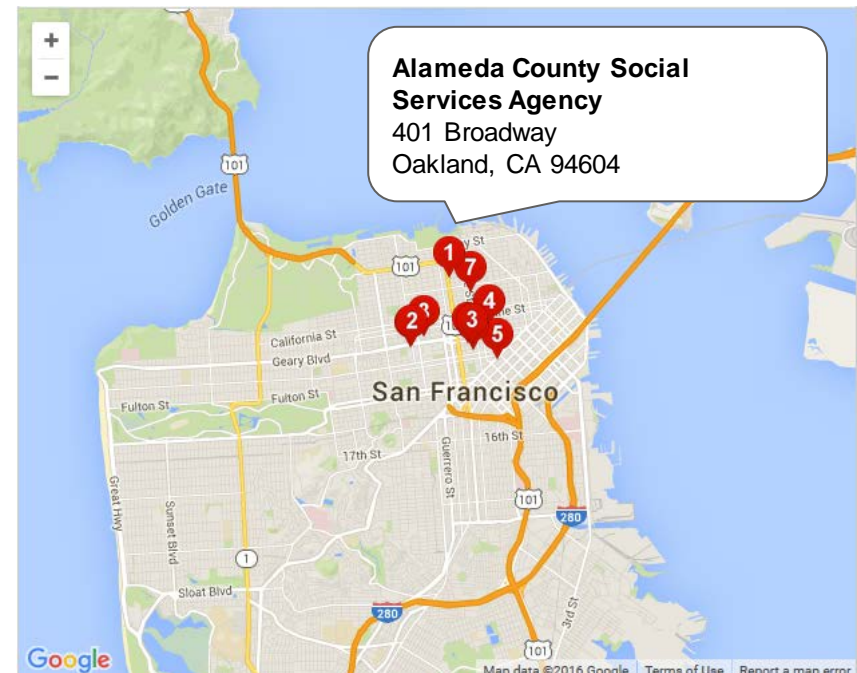 +
−
Alameda County Social
Services Agency
401 Broadway
Oakland, CA 94604
101
Golden Gate
1
7
101
4
2
3
5
California St
Geary Blvd
San Francisco
Fulton St
Fulton St
16th St
17th St
Guerrero St
Great Hwy
Sunset Blvd
101
280
1
Sloat Blvd
280
3rd St
101
Google
Map data ©2016 Google
Terms of Use
Report a map error